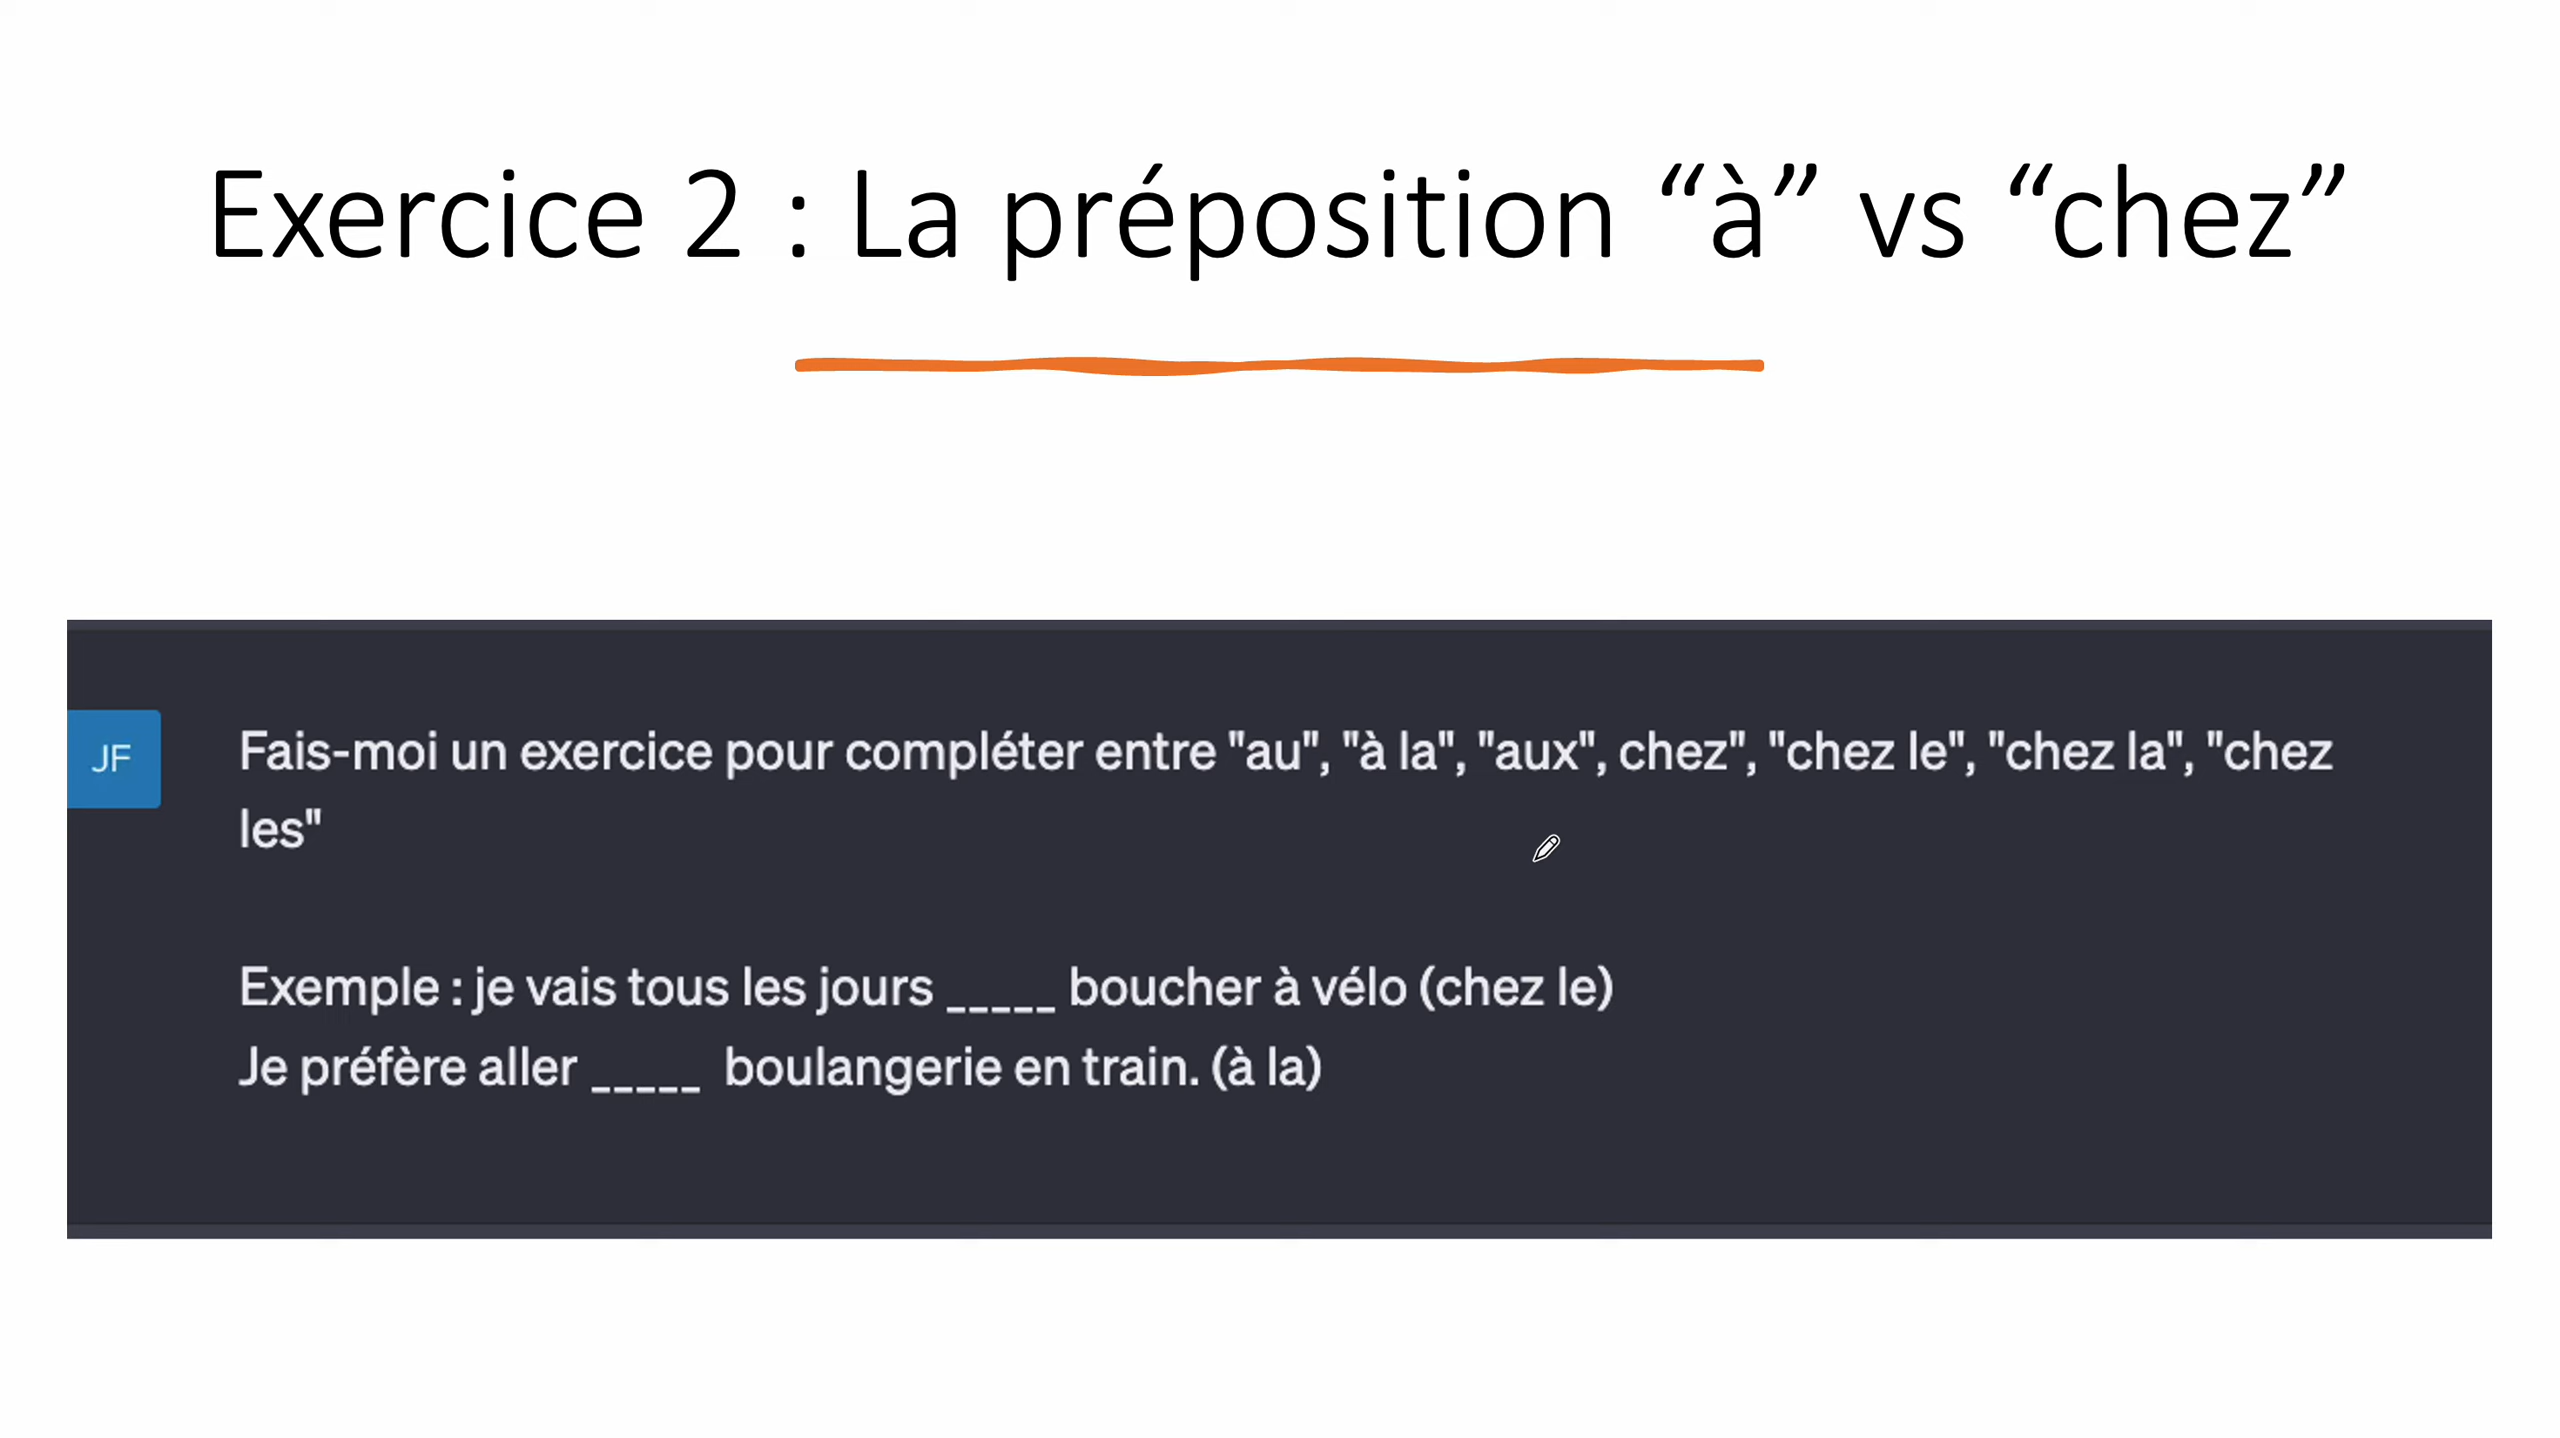 Exercice 2 : La préposition “à” vs “chez”
JF
Fais-moi un exercice pour compléter entre "au", "à la", "aux", chez", "chez le", "chez la", "chez
les"
Exemple : je vais tous les jours _____ boucher à vélo (chez le)
Je préfère aller _____ boulangerie en train. (à la)